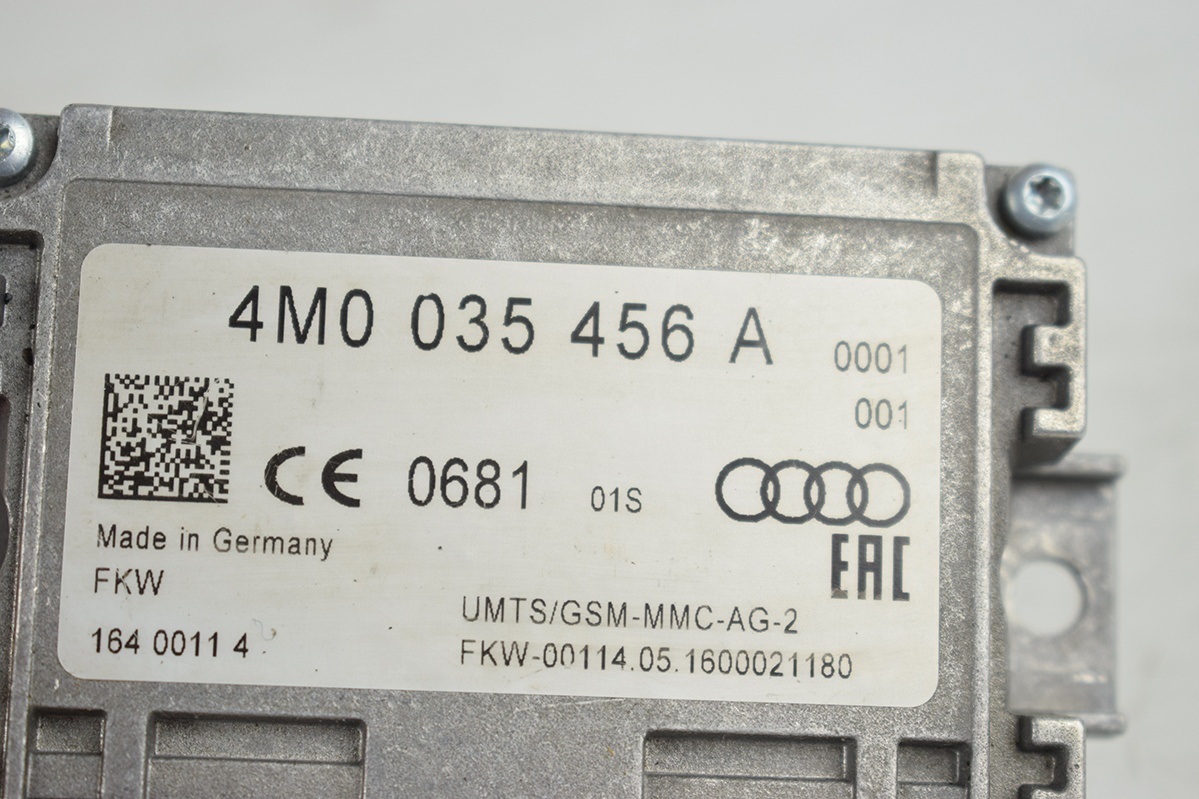 4M0 035 456 A 0001
001
CE 0681 01S
EAC
Made in Germany
FKW
UMTS/GSM-MMC-AG-2
164 0011 4
FKW-00114.05.1600021180